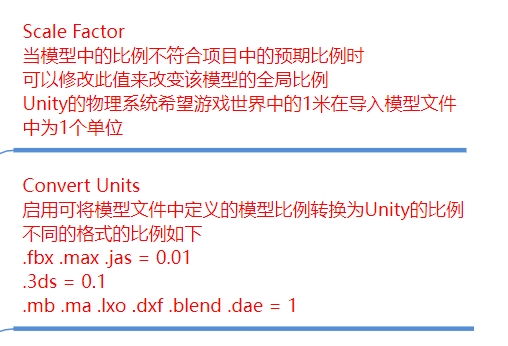 Scale Factor
当模型中的比例不符合项目中的预期比例时
可以修改此值来改变该模型的全局比例
Unity的物理系统希望游戏世界中的1米在导入模型文件
中为1个单位
Convert Units
启用可将模型文件中定义的模型比例转换为Unity的比例
不同的格式的比例如下
.fbx .max .jas = 0.01
.3ds = 0.1
.mb .ma .lxo .dxf .blend .dae = 1